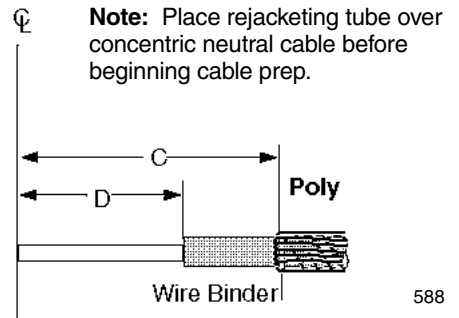 ℄
Note: Place rejacketing tube over
concentric neutral cable before
beginning cable prep.
C
D
Poly
Wire Binder
588